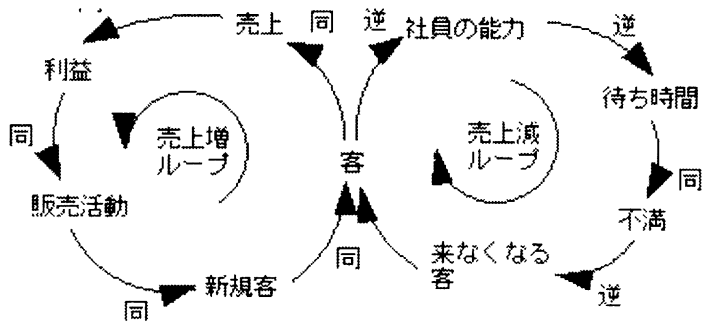 売上
同
逆
社員の能力
逆
利益
待ち時間
同
売上増
ループ
売上減
ループ
客
同
販売活動
不満
新規客
同
来なくなる
客
同
逆